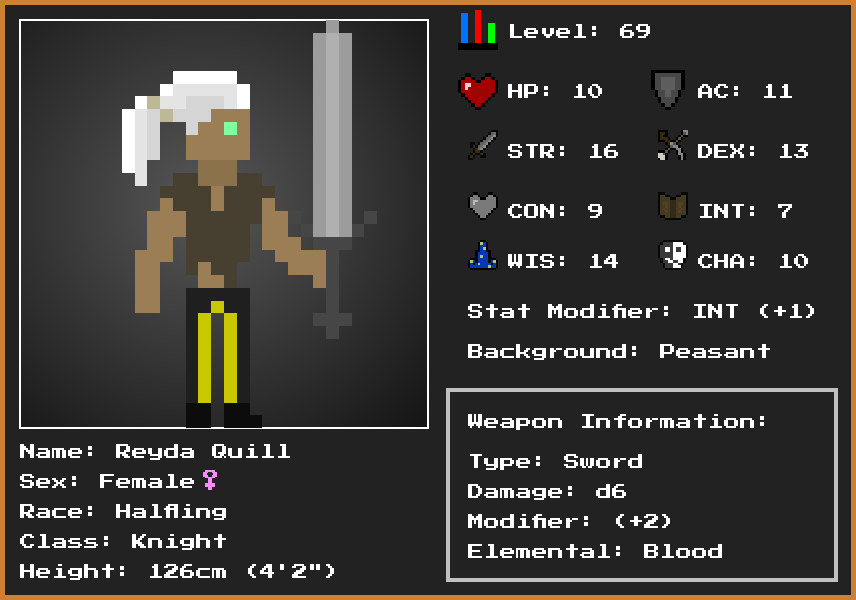 Level: 69
HP: 10
AC: 11
STR: 16
DEX: 13
CON: 9
INT: 7
WIS: 14
CHA: 10
Stat Modifier: INT (+1)
Background: Peasant
Weapon Information:
Type: Sword
Damage: d6
Modifier: (+2)
Elemental: Blood
Name: Reyda Quill
Sex: Female♀
Race: Halfling
Class: Knight
Height: 126cm (4'2")